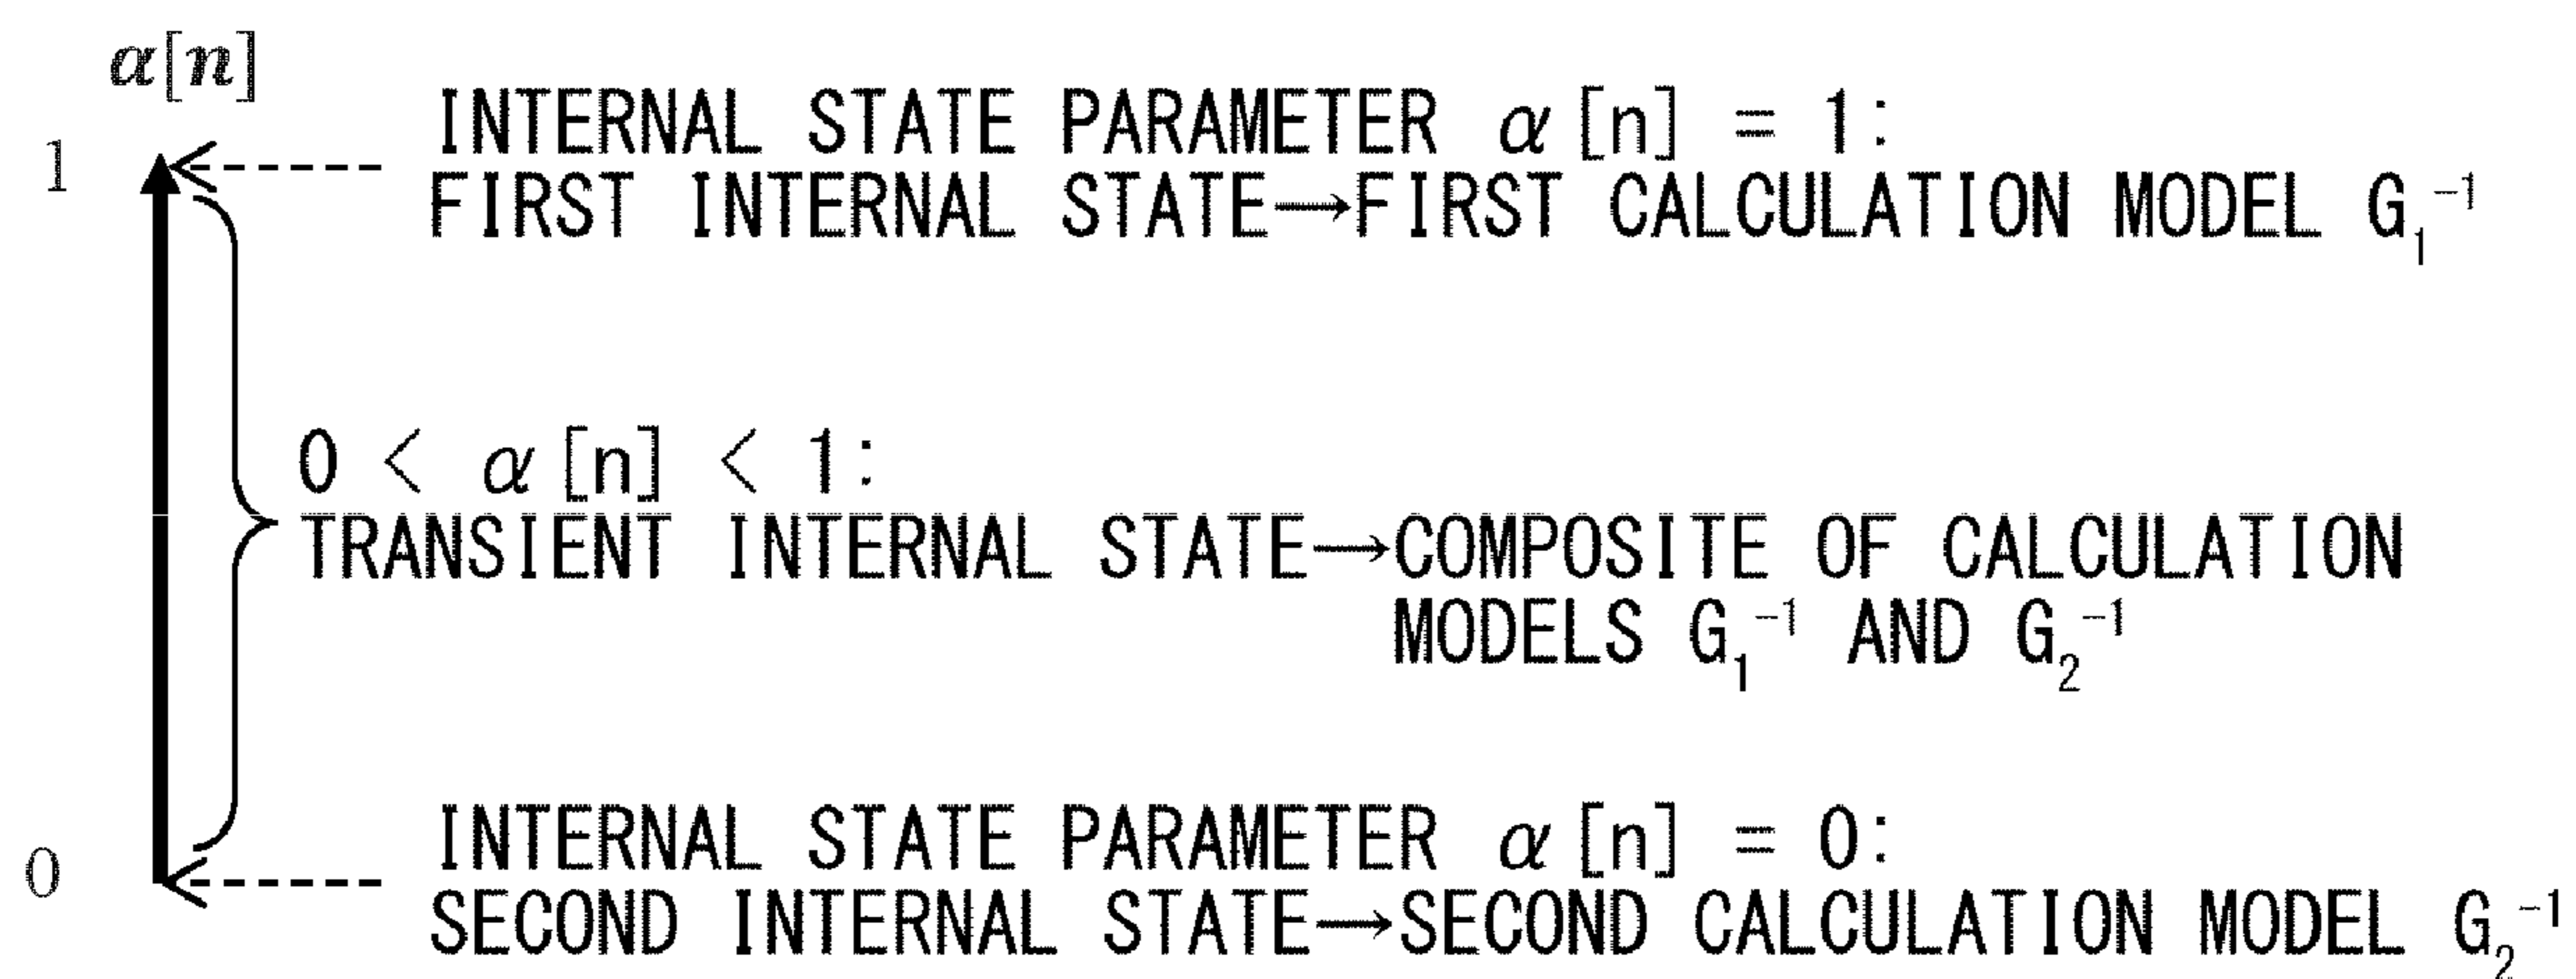 α[n]
1
INTERNAL STATE PARAMETER α[n] = 1:
FIRST INTERNAL STATE→FIRST CALCULATION MODEL G₁⁻¹
0 < α[n] < 1:
TRANSIENT INTERNAL STATE→COMPOSITE OF CALCULATION
MODELS G₁⁻¹ AND G₂⁻¹
0
INTERNAL STATE PARAMETER α[n] = 0:
SECOND INTERNAL STATE→SECOND CALCULATION MODEL G₂⁻¹